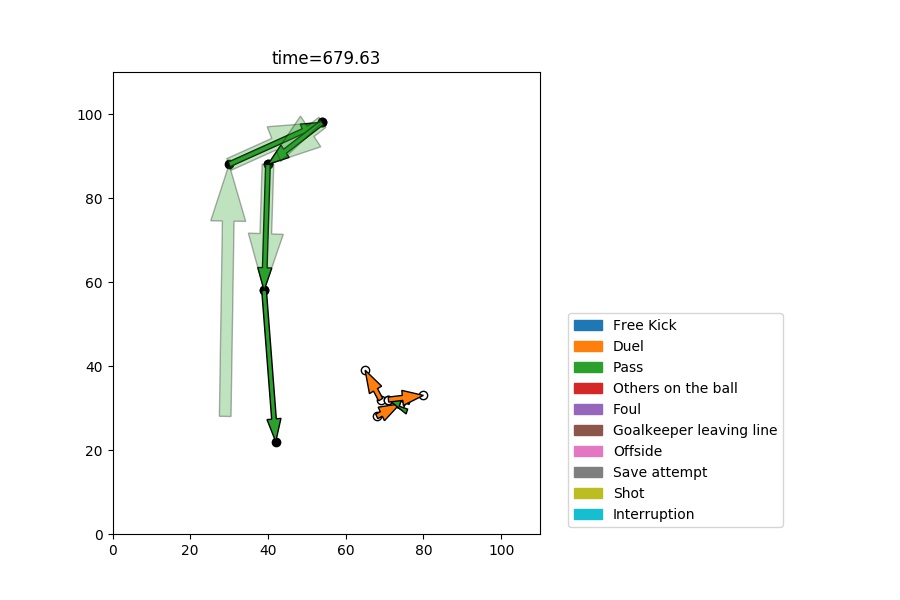 time=679.63
100
80
60
40
20
0
0 20 40 60 80 100
Free Kick
Duel
Pass
Others on the ball
Foul
Goalkeeper leaving line
Offside
Save attempt
Shot
Interruption